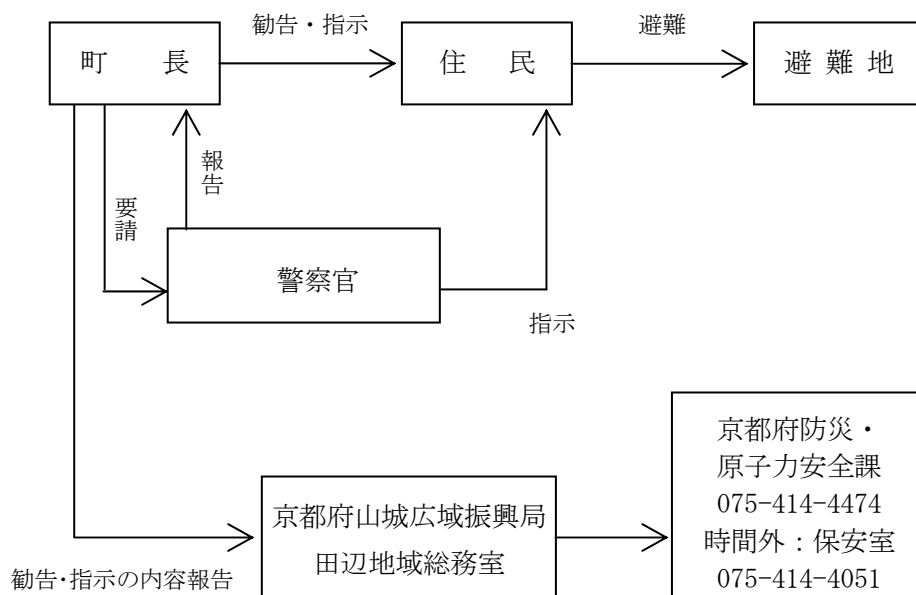 勧告・指示
避難
町　長
住　民
避 難 地
報告
要請
警察官
指示
京都府防災・
原子力安全課
075-414-4474
時間外：保安室
075-414-4051
京都府山城広域振興局
田辺地域総務室
勧告・指示の内容報告